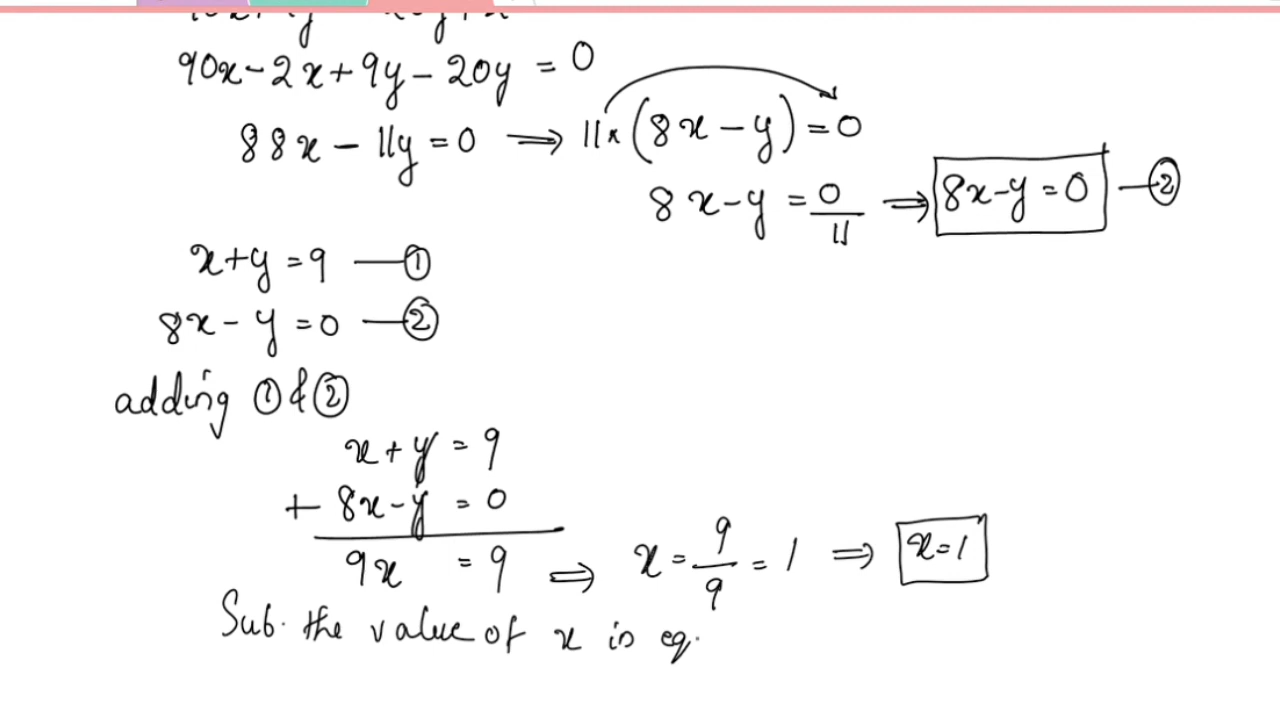 90x - 2x + 9y - 20y = 0
88x - 11y = 0 ⟹ 11x (8x - y) = 0
8x - y = 0/11 ⟹ 8x - y = 0 — ②
x + y = 9 — ①
8x - y = 0 — ②
adding ① & ②
x + y = 9
+ 8x - y = 0
9x = 9 ⟹ x = 9/9 = 1 ⟹ x = 1
Sub. the value of x in eq.